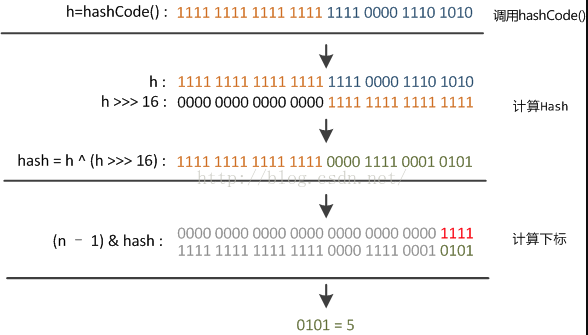 h=hashCode() : 1111 1111 1111 1111 1111 0000 1110 1010 调用hashCode()
h : 1111 1111 1111 1111 1111 0000 1110 1010
h >>> 16 : 0000 0000 0000 0000 1111 1111 1111 1111
计算Hash
hash = h ^ (h >>> 16) : 1111 1111 1111 1111 0000 1111 0001 0101
http://blog.csdn.net/
(n – 1) & hash : 0000 0000 0000 0000 0000 0000 0000 1111
1111 1111 1111 1111 0000 1111 0001 0101
计算下标
0101 = 5